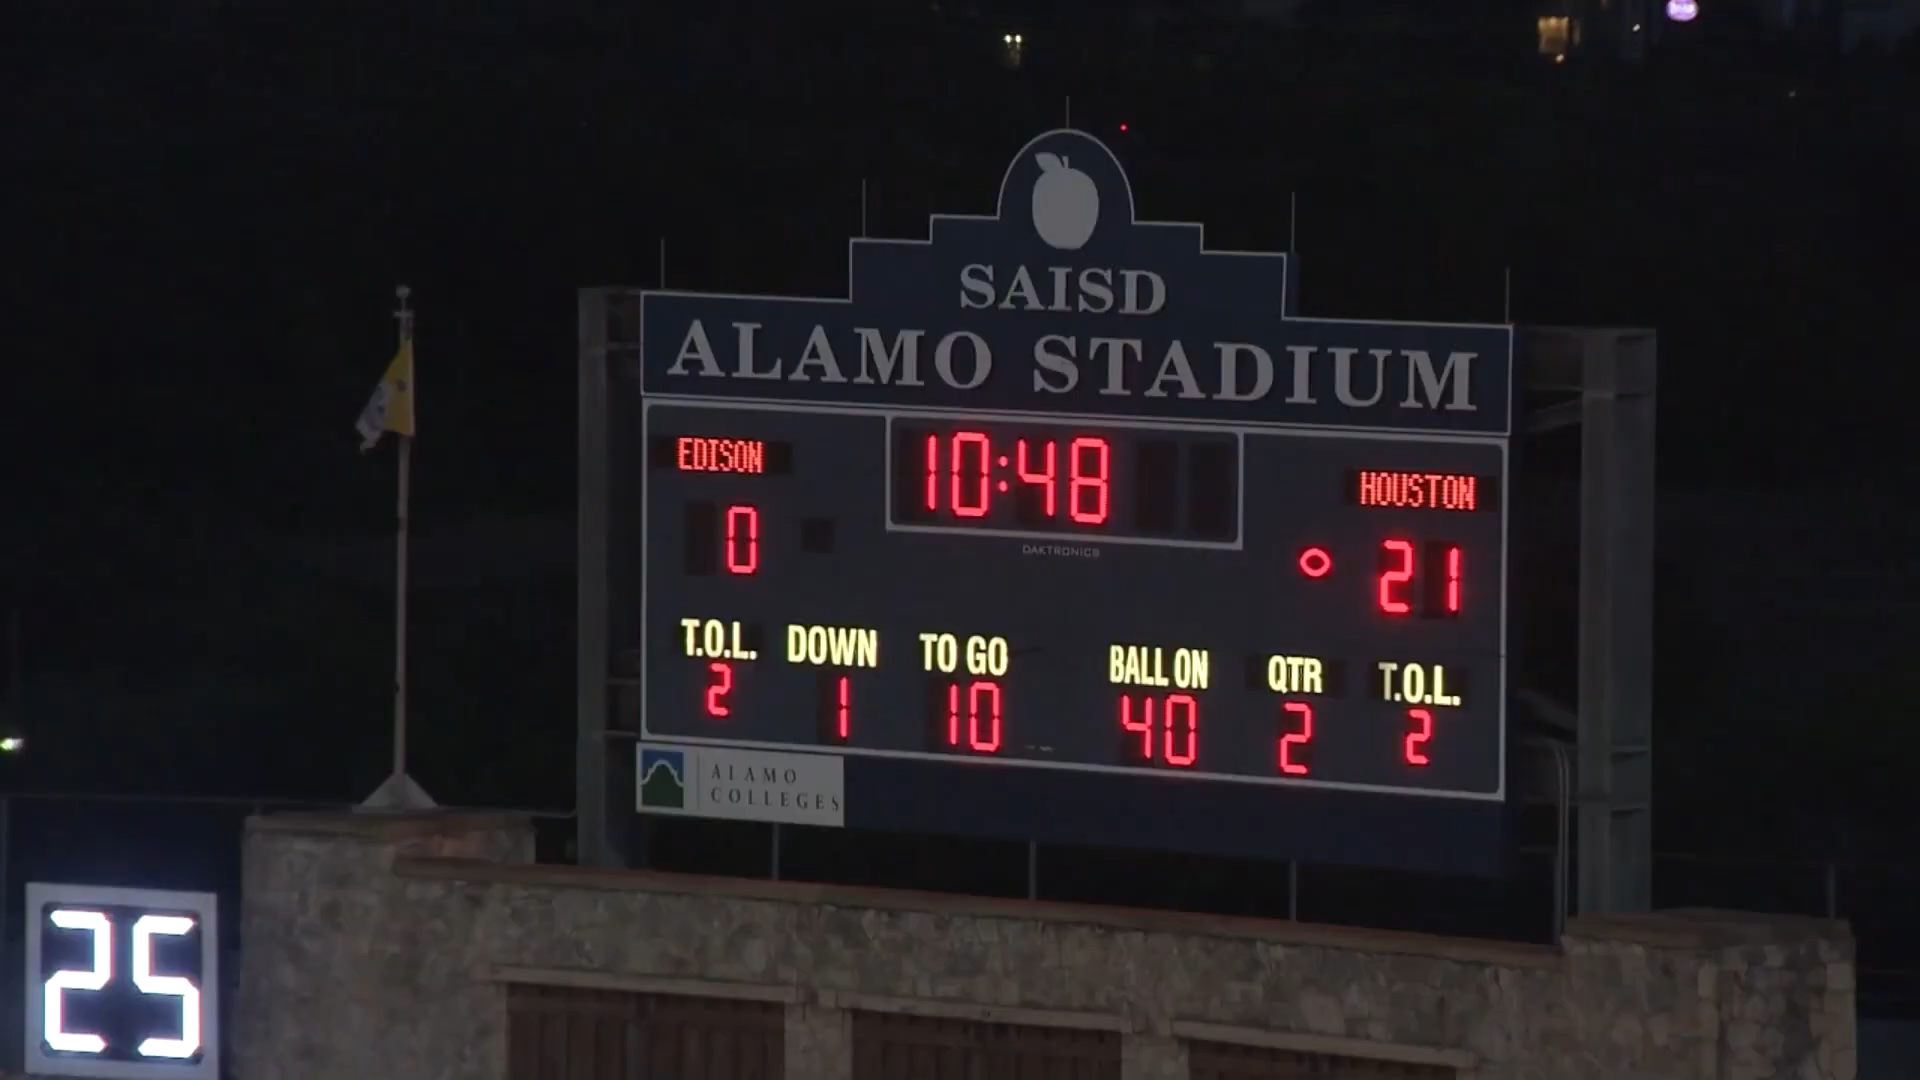 SAISD
ALAMO STADIUM
EDISON 10:48 HOUSTON
0 21
DAKTRONICS
T.O.L. DOWN TO GO BALL ON QTR T.O.L.
2 1 10 40 2 2
ALAMO
COLLEGES
25